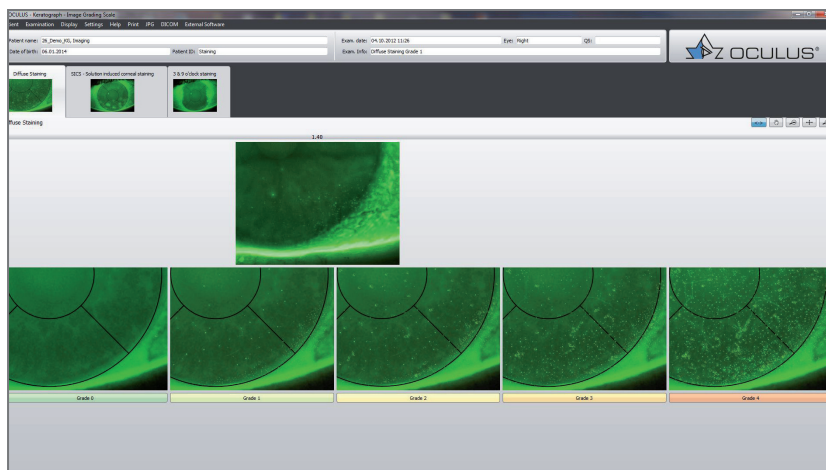 OCULUS - Keratograph - Image Grading Scale
ient Examination Display Settings Help Print JPG DICOM External Software
Patient name: 26_Demo_KG, Imaging
Exam. date: 04.10.2012 11:26
Eye: Right
QS:
Date of birth: 06.01.2014
Patient ID: Staining
Exam. Info: Diffuse Staining Grade 1
OCULUS®
Diffuse Staining
SICS - Solution induced corneal staining
3 & 9 o'clock staining
ffuse Staining
1.40
Grade 0
Grade 1
Grade 2
Grade 3
Grade 4